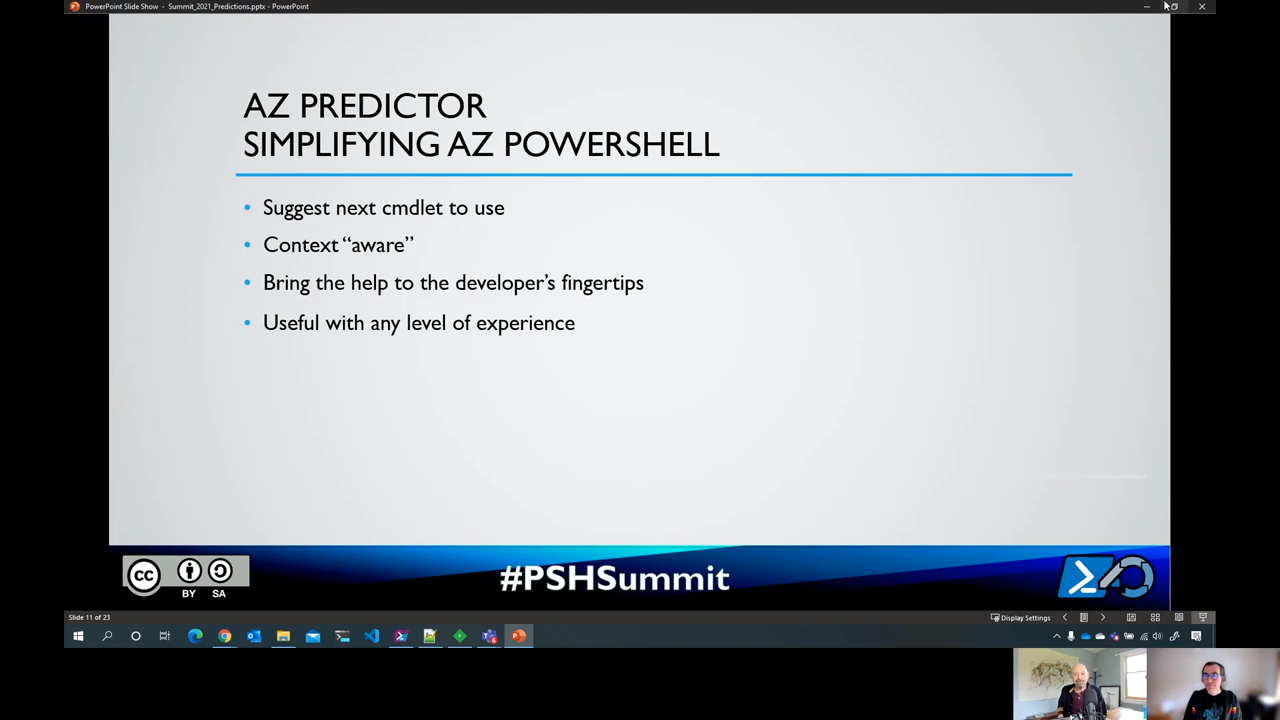 PowerPoint Slide Show - Summit_2021_Predictions.pptx - PowerPoint
AZ PREDICTOR
SIMPLIFYING AZ POWERSHELL
• Suggest next cmdlet to use
• Context “aware”
• Bring the help to the developer’s fingertips
• Useful with any level of experience
CC
BY SA
#PSHSummit
Slide 11 of 23
Display Settings